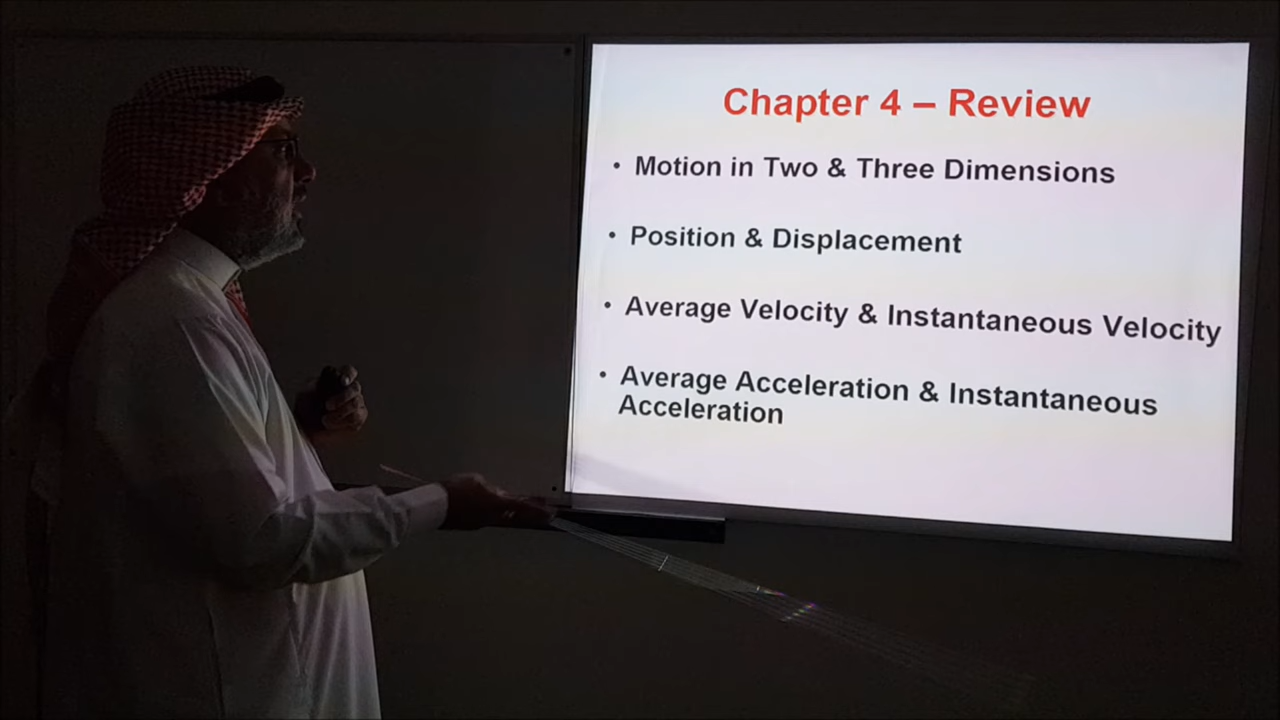 Chapter 4 – Review
• Motion in Two & Three Dimensions
• Position & Displacement
• Average Velocity & Instantaneous Velocity
• Average Acceleration & Instantaneous
Acceleration